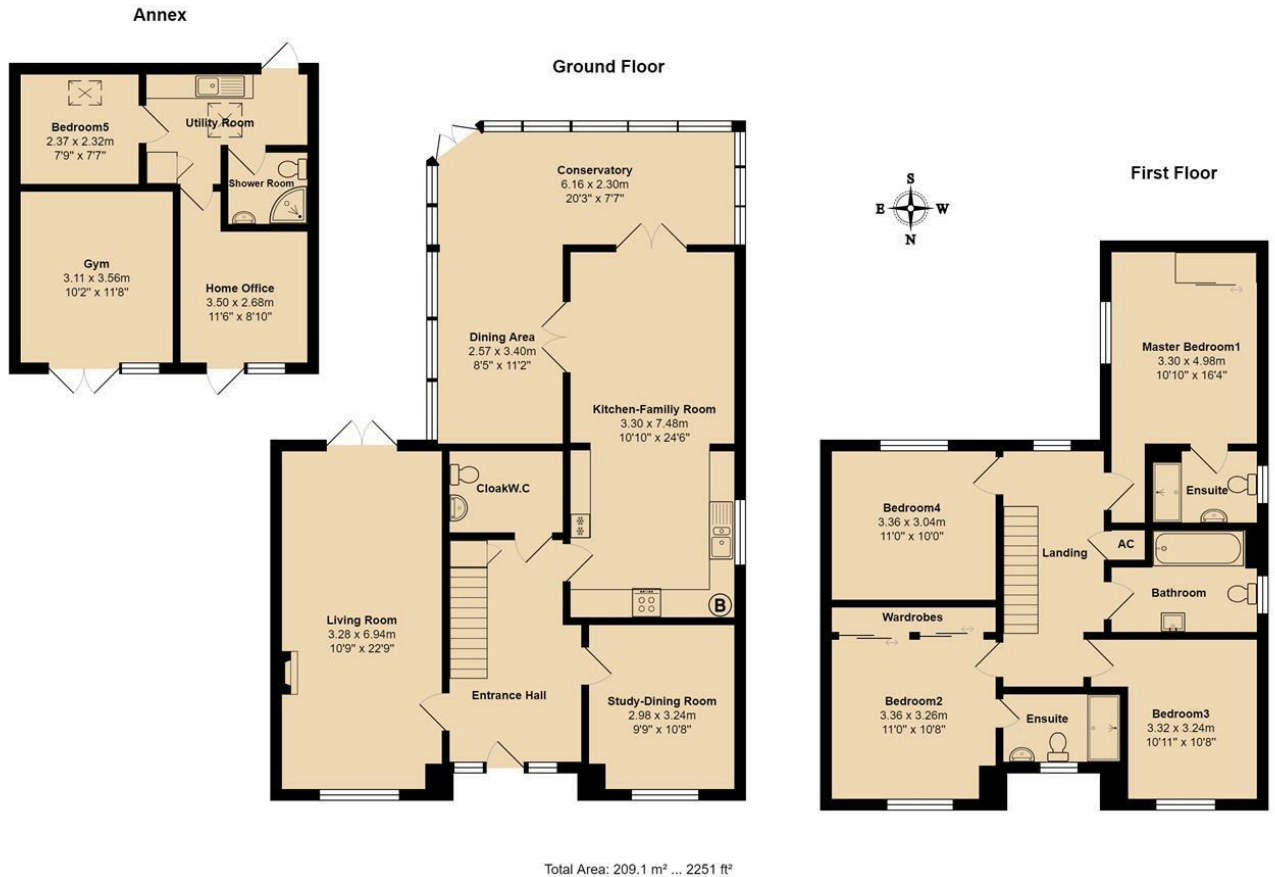 Annex
Bedroom5
2.37 x 2.32m
7'9" x 7'7"
Utility Room
Shower Room
Gym
3.11 x 3.56m
10'2" x 11'8"
Home Office
3.50 x 2.68m
11'6" x 8'10"
Ground Floor
Conservatory
6.16 x 2.30m
20'3" x 7'7"
Dining Area
2.57 x 3.40m
8'5" x 11'2"
Kitchen-Familiy Room
3.30 x 7.48m
10'10" x 24'6"
CloakW.C
B
Living Room
3.28 x 6.94m
10'9" x 22'9"
Entrance Hall
Study-Dining Room
2.98 x 3.24m
9'9" x 10'8"
S
E W
N
First Floor
Master Bedroom1
3.30 x 4.98m
10'10" x 16'4"
Ensuite
Bedroom4
3.36 x 3.04m
11'0" x 10'0"
Landing
AC
Bathroom
Wardrobes
Bedroom2
3.36 x 3.26m
11'0" x 10'8"
Ensuite
Bedroom3
3.32 x 3.24m
10'11" x 10'8"
Total Area: 209.1 m² ... 2251 ft²